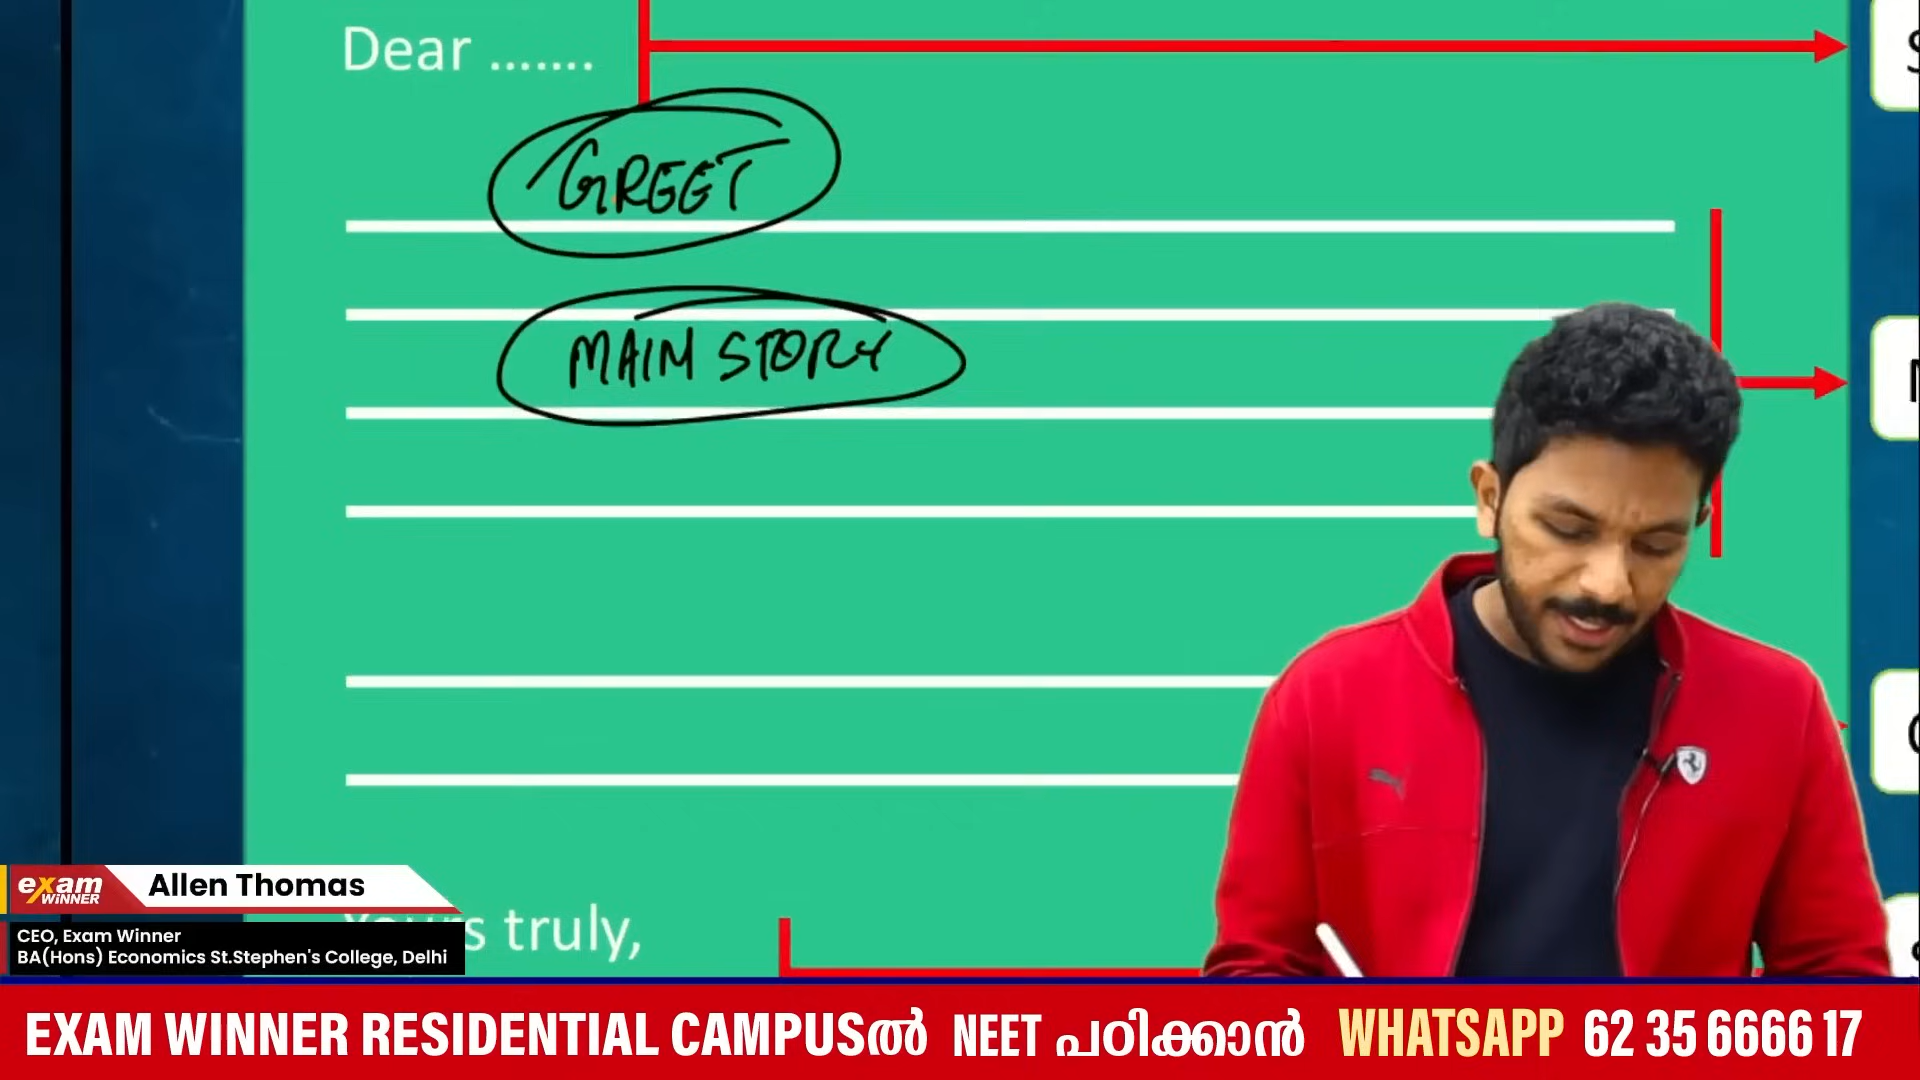 Dear .......
GREET
MAIN STORY
exam
WiNNER
Allen Thomas
CEO, Exam Winner
BA(Hons) Economics St.Stephen's College, Delhi
truly,
EXAM WINNER RESIDENTIAL CAMPUSൽ NEET പഠിക്കാൻ WHATSAPP 62 35 6666 17